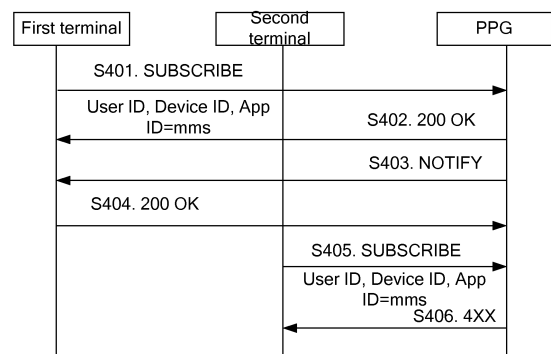 First terminal
Second
terminal
PPG
S401. SUBSCRIBE
User ID, Device ID, App
ID=mms
S402. 200 OK
S403. NOTIFY
S404. 200 OK
S405. SUBSCRIBE
User ID, Device ID, App
ID=mms
S406. 4XX